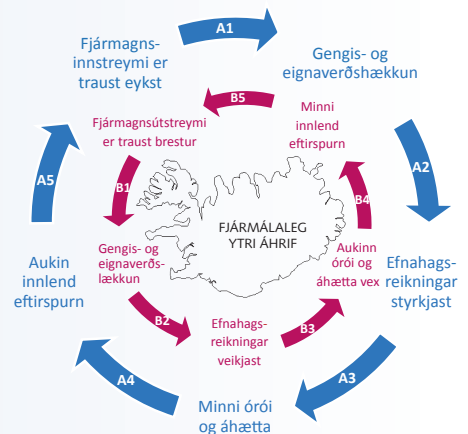 Fjármagns-
innstreymi er
traust eykst
A1
Gengis- og
eignaverðshækkun
A2
Efnahags-
reikningar
styrkjast
A3
Minni órói
og áhætta
A4
Aukin
innlend
eftirspurn
A5
Fjármagnsútstreymi
er traust brestur
B1
Gengis- og
eignaverðs-
lækkun
B2
Efnahags-
reikningar
veikjast
B3
Aukinn
órói og
áhætta vex
B4
Minni
innlend
eftirspurn
B5
FJÁRMÁLALEG
YTRI ÁHRIF